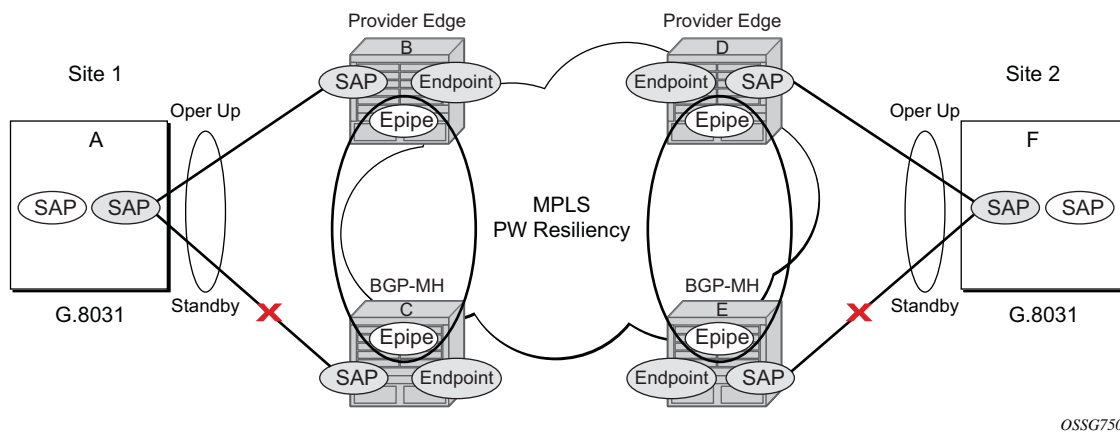 Provider Edge
Provider Edge
B
D
Site 1
SAP
Endpoint
Endpoint
SAP
Site 2
Oper Up
Oper Up
A
Epipe
Epipe
F
SAP
SAP
MPLS
PW Resiliency
SAP
SAP
BGP-MH
BGP-MH
Standby
Standby
G.8031
C
E
G.8031
Epipe
Epipe
SAP
Endpoint
Endpoint
SAP